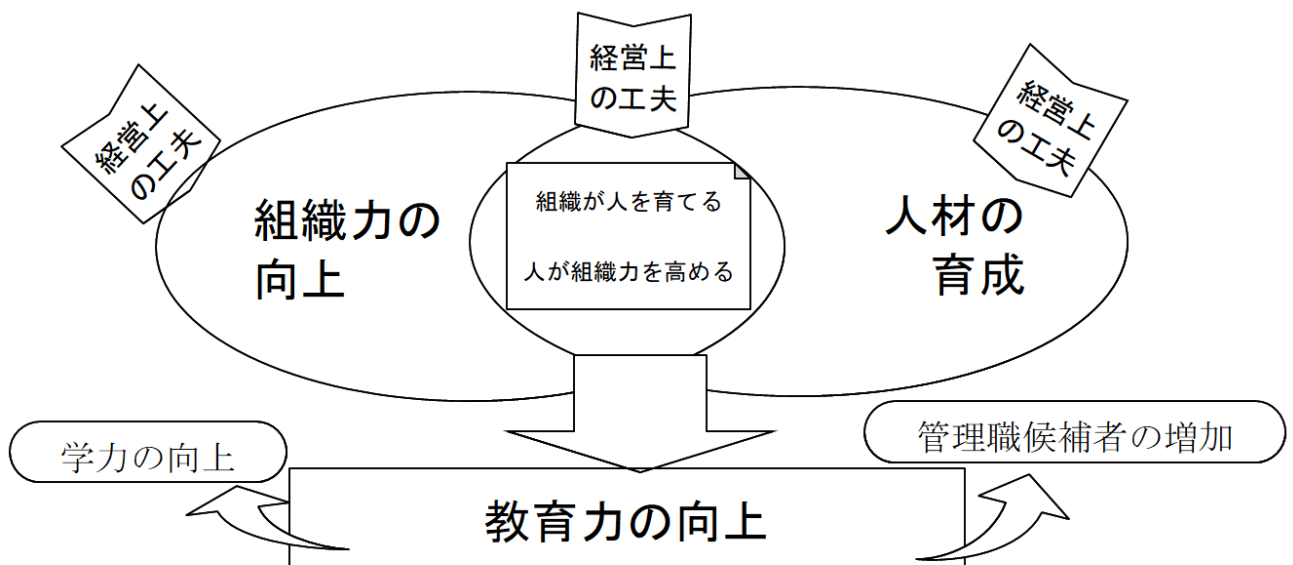 経営上
の工夫
経営上
の工夫
経営上
の工夫
組織力の
向上
組織が人を育てる
人が組織力を高める
人材の
育成
学力の向上
管理職候補者の増加
教育力の向上